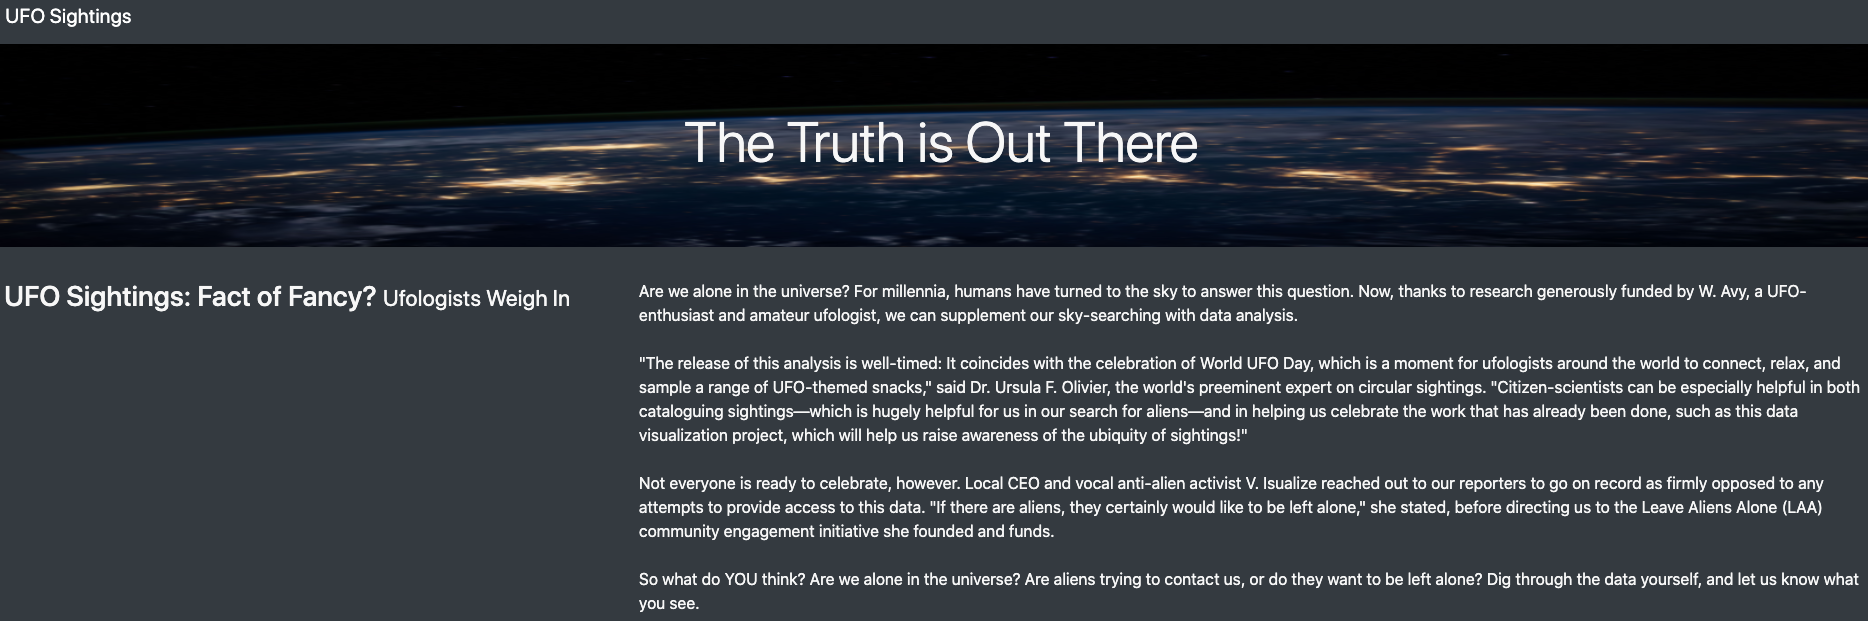 UFO Sightings
The Truth is Out There
UFO Sightings: Fact of Fancy? Ufologists Weigh In
Are we alone in the universe? For millennia, humans have turned to the sky to answer this question. Now, thanks to research generously funded by W. Avy, a UFO-
enthusiast and amateur ufologist, we can supplement our sky-searching with data analysis.
"The release of this analysis is well-timed: It coincides with the celebration of World UFO Day, which is a moment for ufologists around the world to connect, relax, and
sample a range of UFO-themed snacks," said Dr. Ursula F. Olivier, the world's preeminent expert on circular sightings. "Citizen-scientists can be especially helpful in both
cataloguing sightings—which is hugely helpful for us in our search for aliens—and in helping us celebrate the work that has already been done, such as this data
visualization project, which will help us raise awareness of the ubiquity of sightings!"
Not everyone is ready to celebrate, however. Local CEO and vocal anti-alien activist V. Isualize reached out to our reporters to go on record as firmly opposed to any
attempts to provide access to this data. "If there are aliens, they certainly would like to be left alone," she stated, before directing us to the Leave Aliens Alone (LAA)
community engagement initiative she founded and funds.
So what do YOU think? Are we alone in the universe? Are aliens trying to contact us, or do they want to be left alone? Dig through the data yourself, and let us know what
you see.